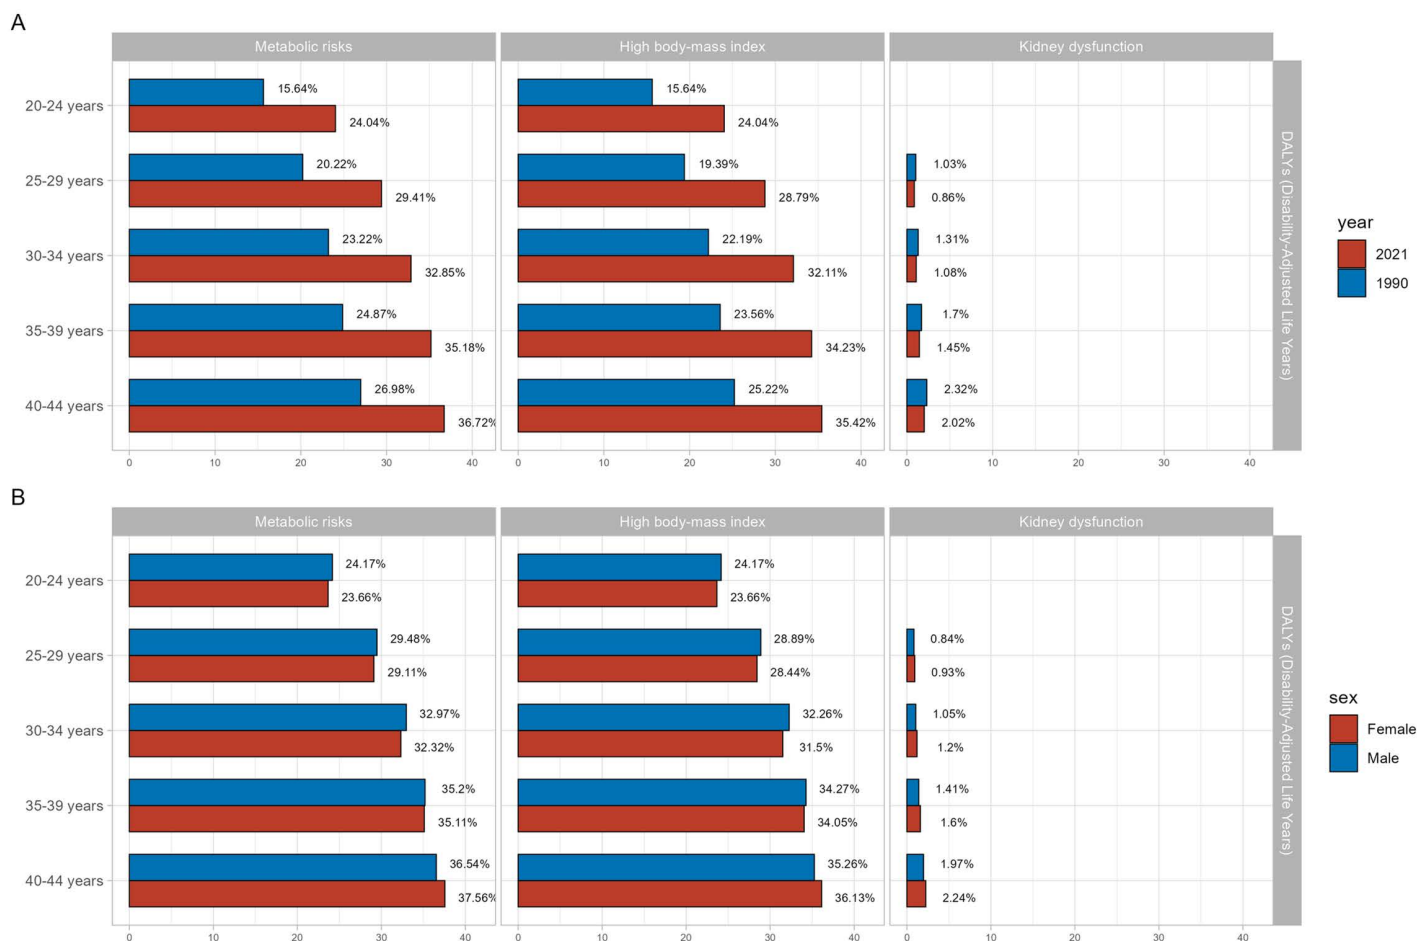 A
Metabolic risks
High body-mass index
Kidney dysfunction
20-24 years
15.64%
24.04%
15.64%
24.04%
25-29 years
20.22%
29.41%
19.39%
28.79%
1.03%
0.86%
30-34 years
23.22%
32.85%
22.19%
32.11%
1.31%
1.08%
35-39 years
24.87%
35.18%
23.56%
34.23%
1.7%
1.45%
40-44 years
26.98%
36.72%
25.22%
35.42%
2.32%
2.02%
0 10 20 30 40
0 10 20 30 40
0 10 20 30 40
DALYs (Disability-Adjusted Life Years)
year
2021
1990
B
Metabolic risks
High body-mass index
Kidney dysfunction
20-24 years
24.17%
23.66%
24.17%
23.66%
25-29 years
29.48%
29.11%
28.89%
28.44%
0.84%
0.93%
30-34 years
32.97%
32.32%
32.26%
31.5%
1.05%
1.2%
35-39 years
35.2%
35.11%
34.27%
34.05%
1.41%
1.6%
40-44 years
36.54%
37.56%
35.26%
36.13%
1.97%
2.24%
0 10 20 30 40
0 10 20 30 40
0 10 20 30 40
DALYs (Disability-Adjusted Life Years)
sex
Female
Male